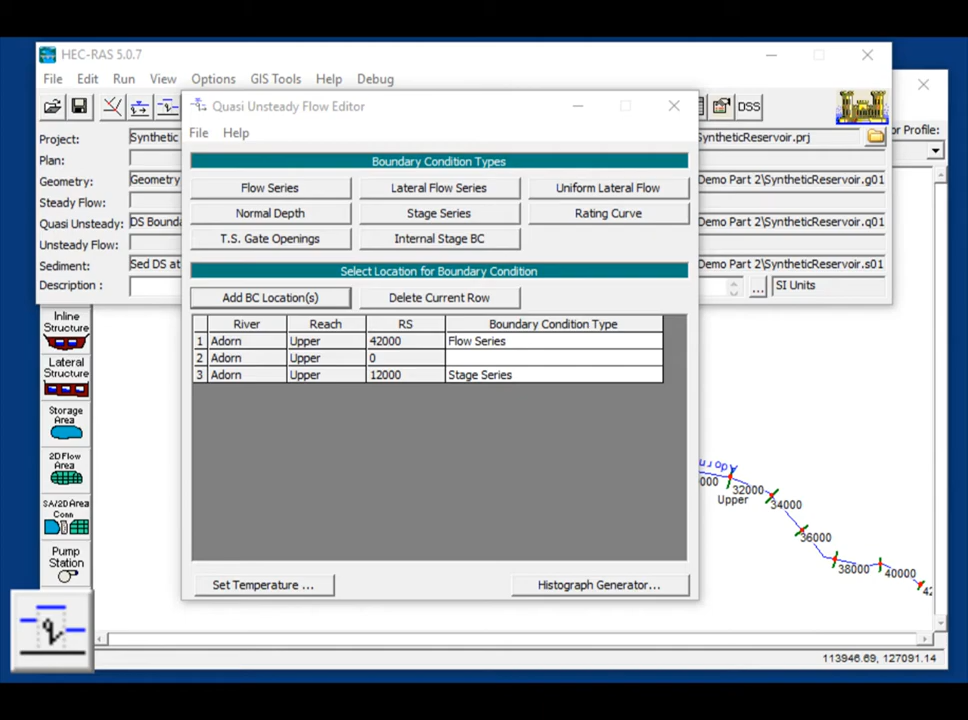 HEC-RAS 5.0.7
File Edit Run View Options GIS Tools Help Debug
DSS
Project: Synthetic SyntheticReservoir.prj
Plan:
Geometry: Geometry Demo Part 2\SyntheticReservoir.g01
Steady Flow:
Quasi Unsteady: DS Bounda Demo Part 2\SyntheticReservoir.q01
Unsteady Flow:
Sediment: Sed DS at Demo Part 2\SyntheticReservoir.s01
Description : ... SI Units
or Profile:
Quasi Unsteady Flow Editor
File Help
Boundary Condition Types
Flow Series Lateral Flow Series Uniform Lateral Flow
Normal Depth Stage Series Rating Curve
T.S. Gate Openings Internal Stage BC
Select Location for Boundary Condition
Add BC Location(s) Delete Current Row
River Reach RS Boundary Condition Type
1 Adorn Upper 42000 Flow Series
2 Adorn Upper 0
3 Adorn Upper 12000 Stage Series
Set Temperature ... Histograph Generator...
Inline
Structure
Lateral
Structure
Storage
Area
2D Flow
Area
SA/2D Area
Conn
Pump
Station
Adorn
000
32000
Upper
34000
36000
38000
40000
42
113946.69, 127091.14